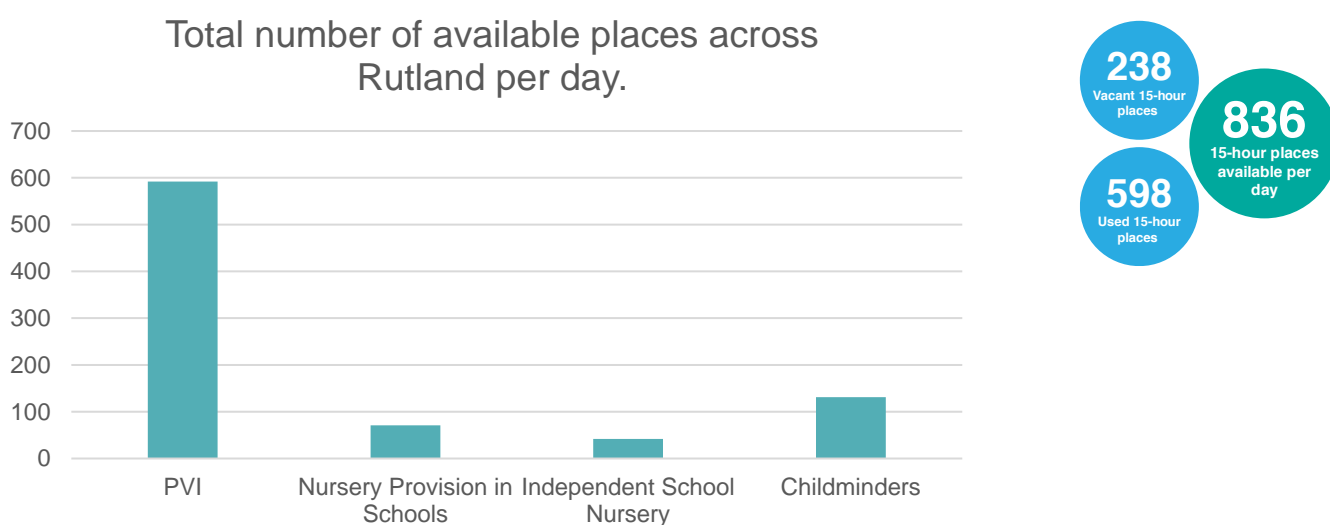 Total number of available places across
Rutland per day.
700
600
500
400
300
200
100
0
PVI
Nursery Provision in
Schools
Independent School
Nursery
Childminders
238
Vacant 15-hour
places
598
Used 15-hour
places
836
15-hour places
available per
day